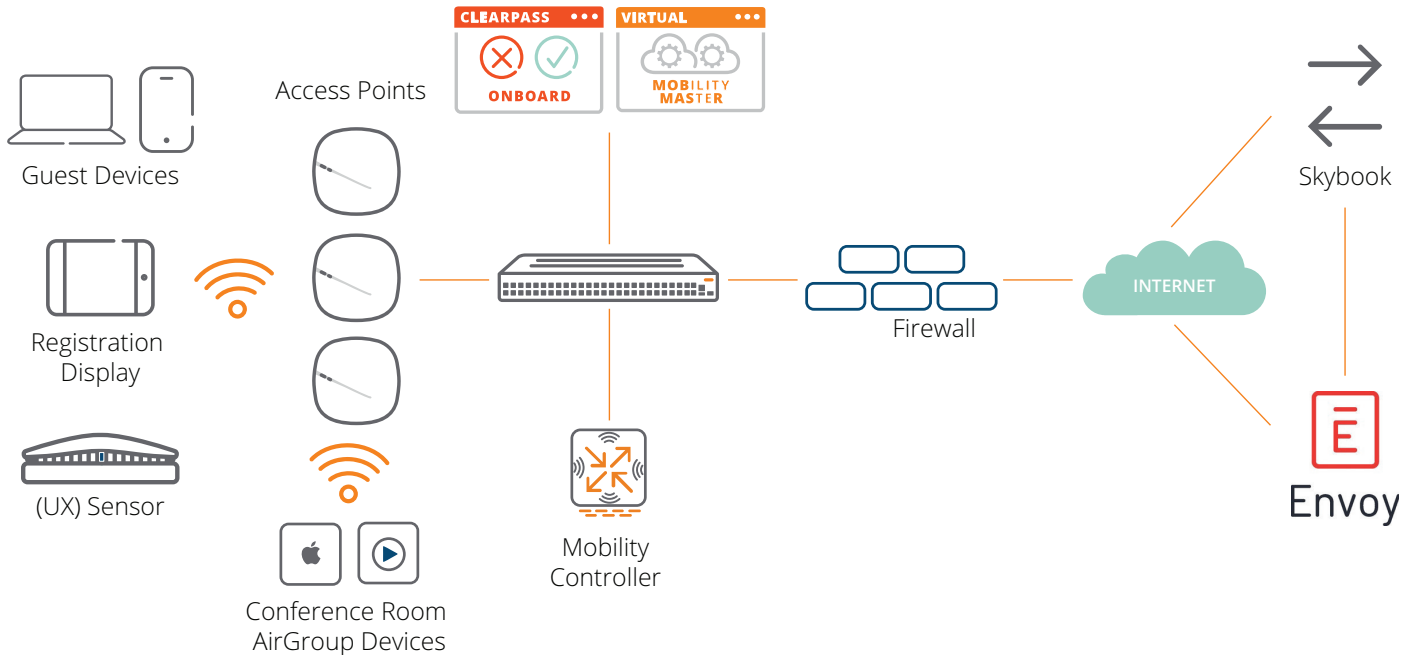 CLEARPASS
ONBOARD
VIRTUAL
MOBILITY
MASTER
Access Points
Guest Devices
Skybook
Registration
Display
INTERNET
Firewall
(UX) Sensor
Ē
Envoy
Mobility
Controller
Conference Room
AirGroup Devices